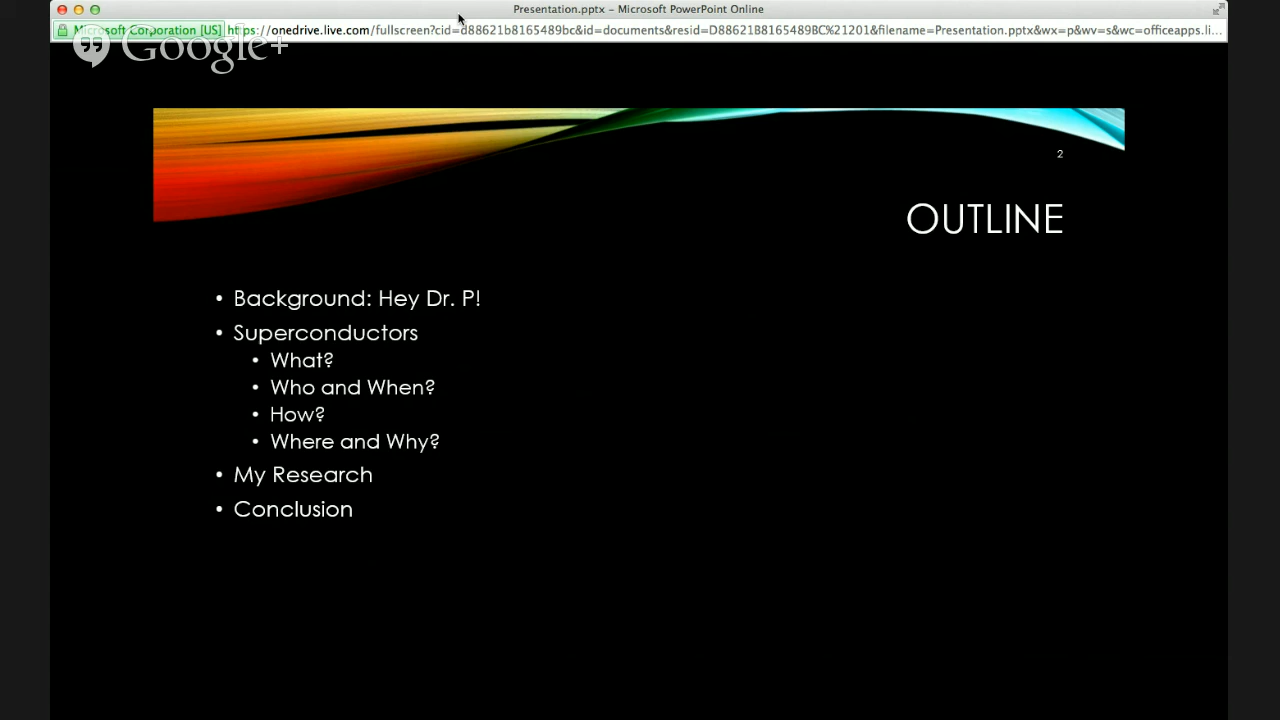 Presentation.pptx – Microsoft PowerPoint Online
Microsoft Corporation [US] https://onedrive.live.com/fullscreen?cid=d88621b8165489bc&id=documents&resid=D88621B8165489BC%21201&filename=Presentation.pptx&wx=p&wv=s&wc=officeapps.li...
Google+
2
OUTLINE
• Background: Hey Dr. P!
• Superconductors
• What?
• Who and When?
• How?
• Where and Why?
• My Research
• Conclusion